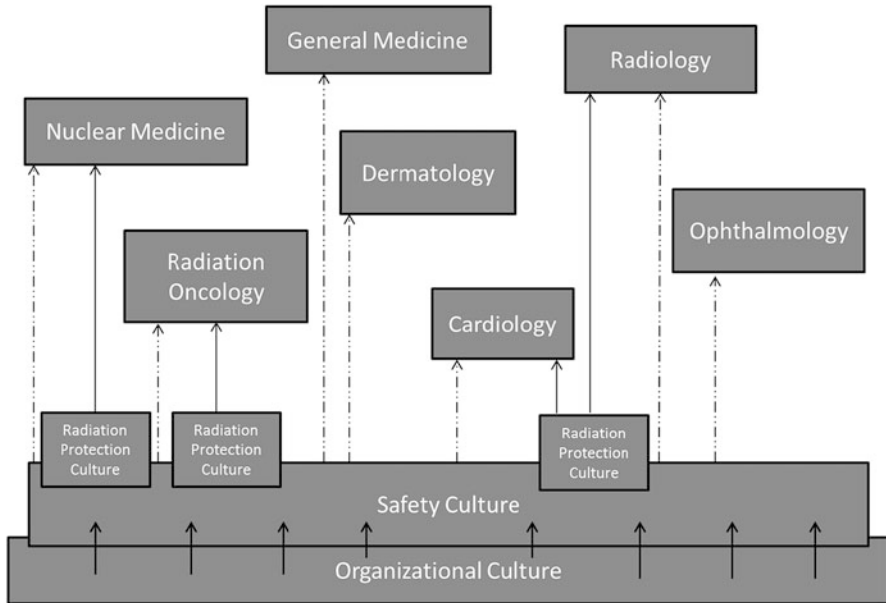 General Medicine
Radiology
Nuclear Medicine
Dermatology
Ophthalmology
Radiation
Oncology
Cardiology
Radiation
Protection
Culture
Radiation
Protection
Culture
Radiation
Protection
Culture
Safety Culture
Organizational Culture